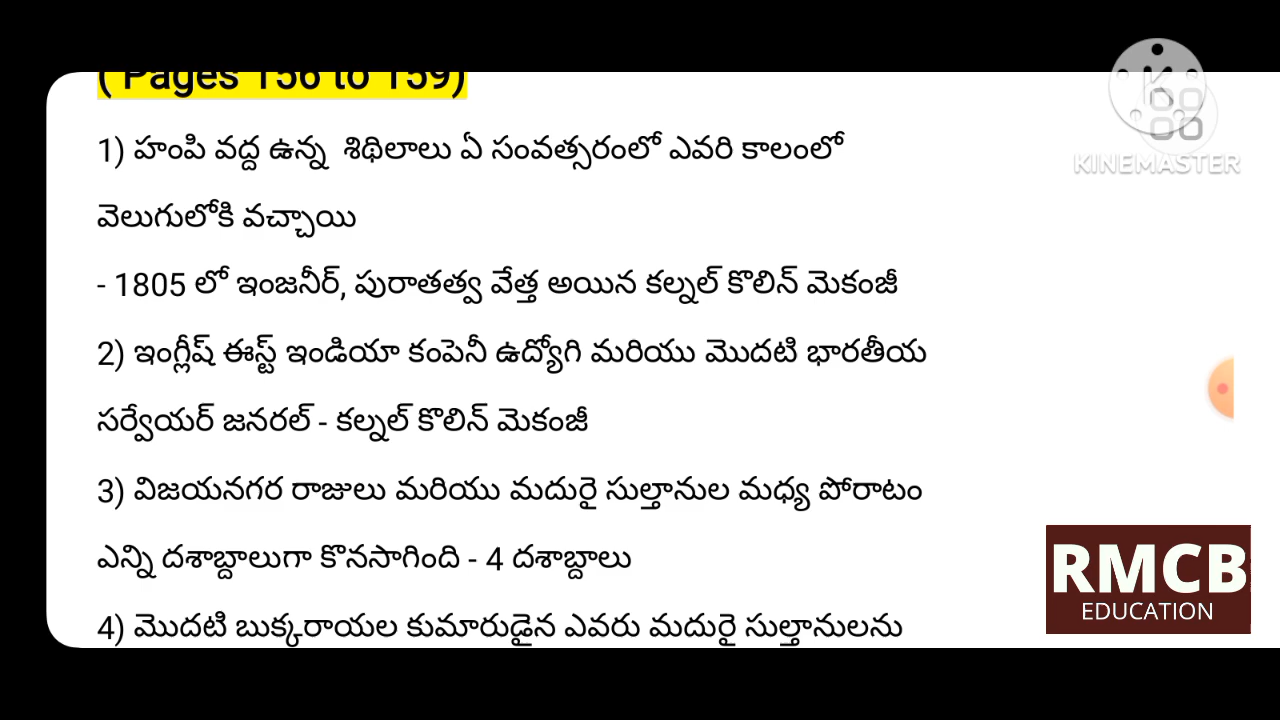 ( Pages 156 to 159)
1) హంపి వద్ద ఉన్న శిథిలాలు ఏ సంవత్సరంలో ఎవరి కాలంలో
వెలుగులోకి వచ్చాయి
- 1805 లో ఇంజనీర్, పురాతత్వ వేత్త అయిన కల్నల్ కొలిన్ మెకంజీ
2) ఇంగ్లీష్ ఈస్ట్ ఇండియా కంపెనీ ఉద్యోగి మరియు మొదటి భారతీయ
సర్వేయర్ జనరల్ - కల్నల్ కొలిన్ మెకంజీ
3) విజయనగర రాజులు మరియు మదురై సుల్తానుల మధ్య పోరాటం
ఎన్ని దశాబ్దాలుగా కొనసాగింది - 4 దశాబ్దాలు
4) మొదటి బుక్కరాయల కుమారుడైన ఎవరు మదురై సుల్తానులను
KINEMASTER
RMCB
EDUCATION